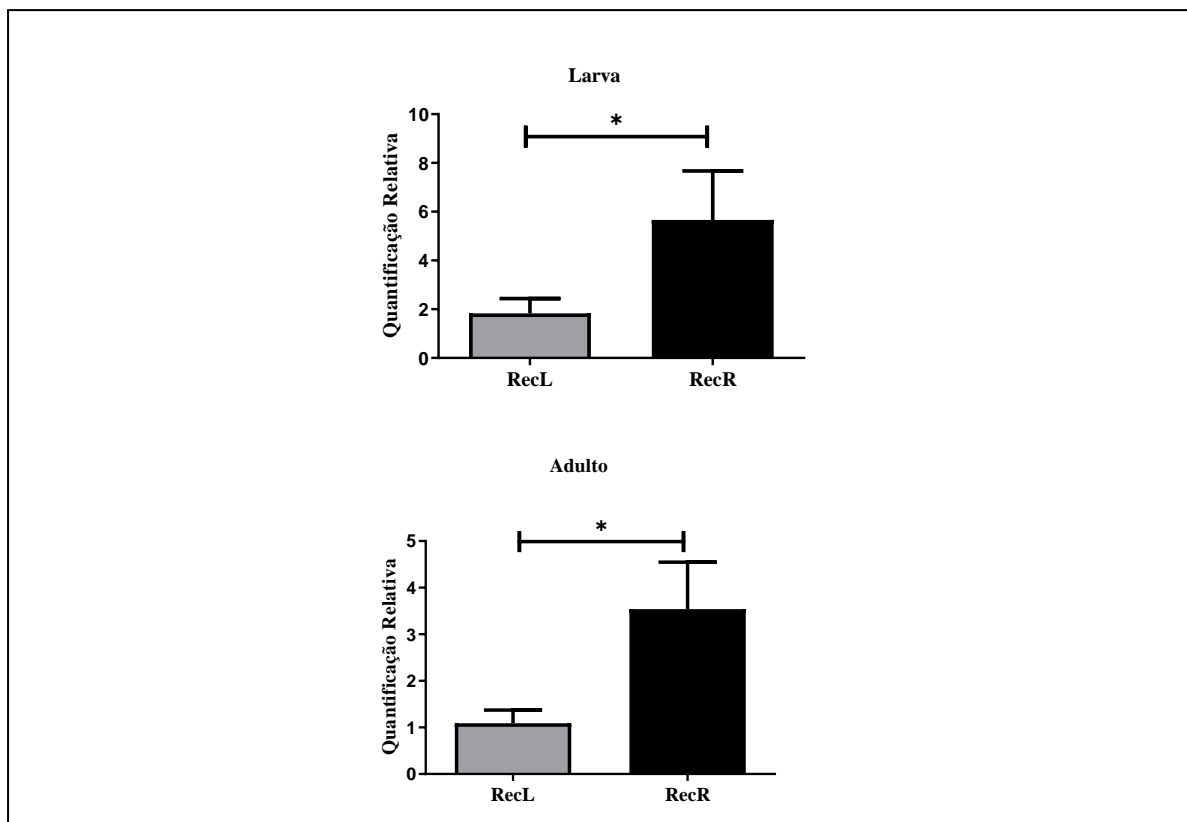 Larva
*
Quantificação Relativa
10
8
6
4
2
0
RecL RecR
Adulto
*
Quantificação Relativa
5
4
3
2
1
0
RecL RecR